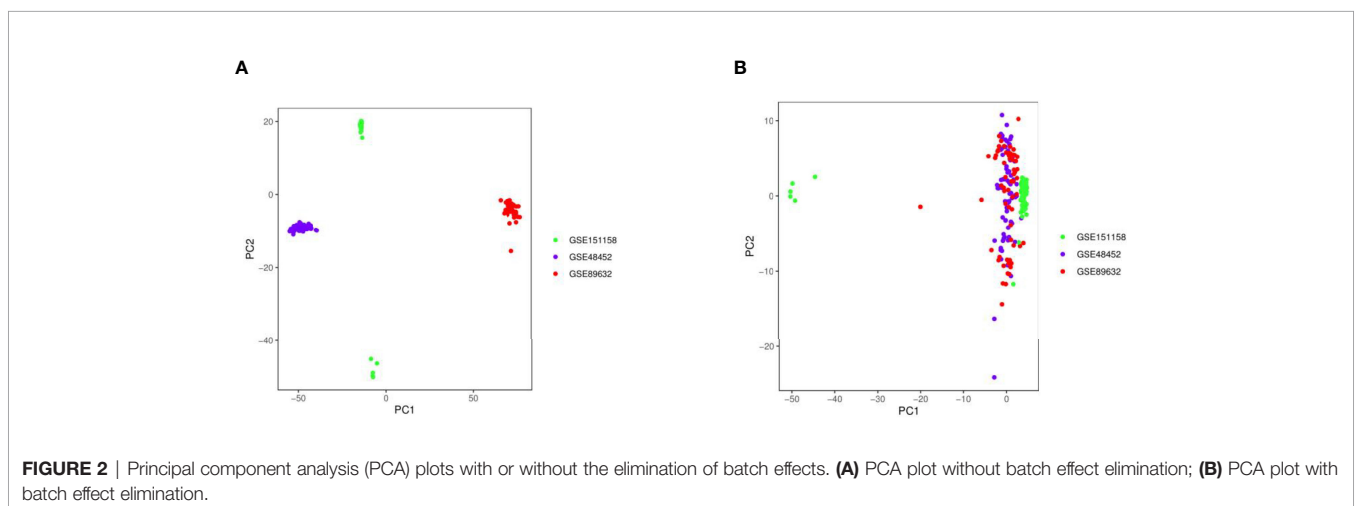 A
B
20
0
−20
−40
PC2
−50
0
50
PC1
GSE151158
GSE48452
GSE89632
10
0
−10
−20
PC2
−50
−40
−30
−20
−10
0
PC1
GSE151158
GSE48452
GSE89632
FIGURE 2 | Principal component analysis (PCA) plots with or without the elimination of batch effects. (A) PCA plot without batch effect elimination; (B) PCA plot with
batch effect elimination.